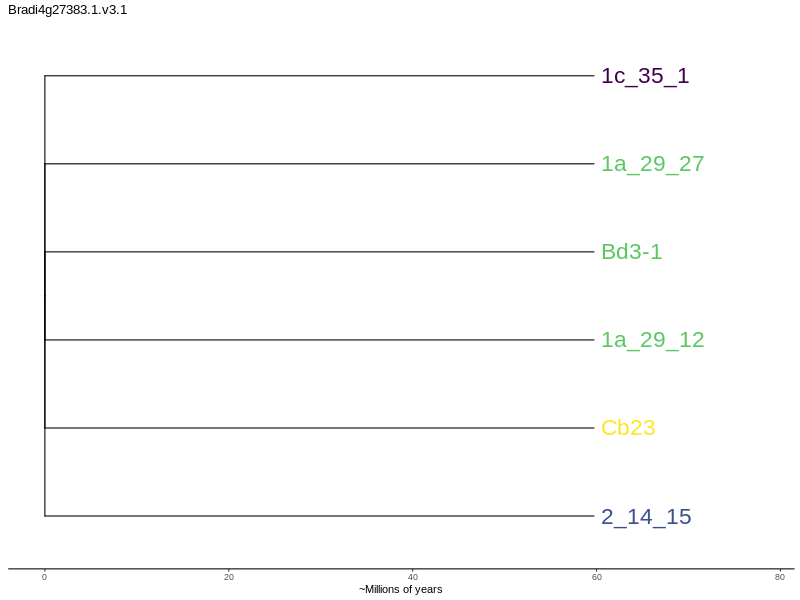 Bradi4g27383.1.v3.1
1c_35_1
1a_29_27
Bd3-1
1a_29_12
Cb23
2_14_15
0 20 40 60 80
~Millions of years